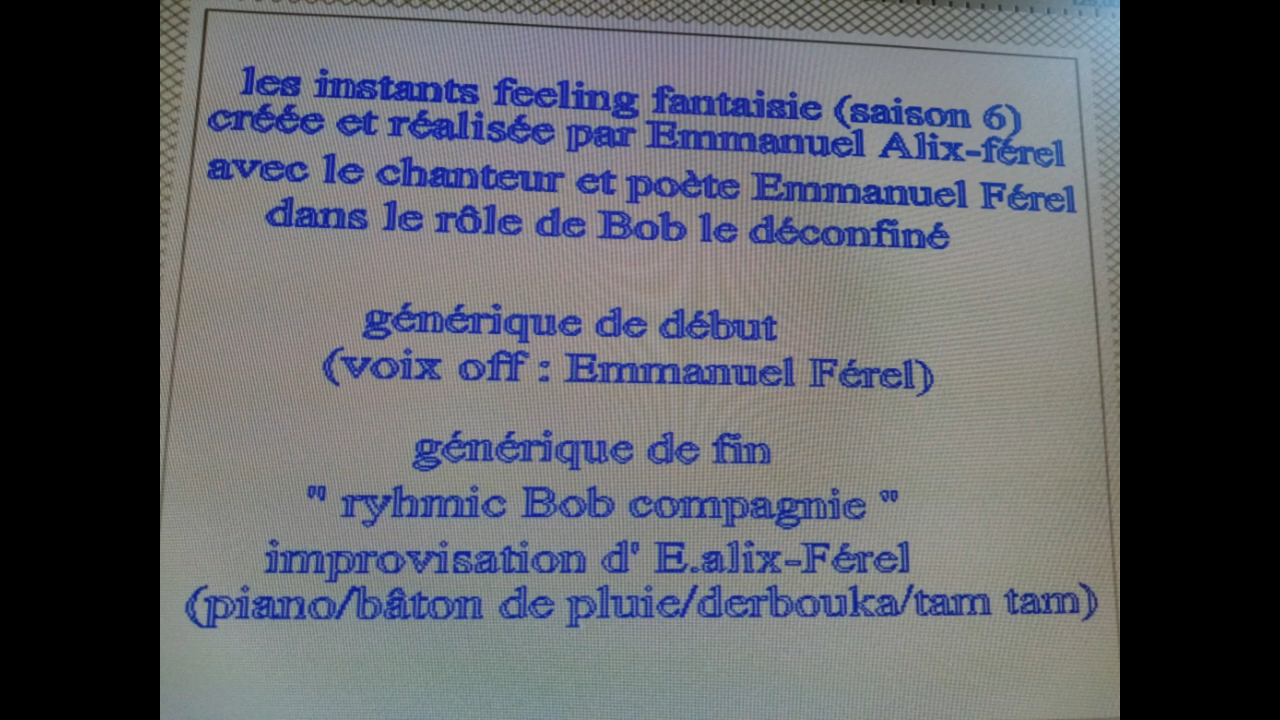 les instants feeling fantaisie (saison 6)
créée et réalisée par Emmanuel Alix-férel
avec le chanteur et poète Emmanuel Férel
dans le rôle de Bob le déconfiné
générique de début
(voix off : Emmanuel Férel)
générique de fin
" ryhmic Bob compagnie "
improvisation d' E.alix-Férel
(piano/bâton de pluie/derbouka/tam tam)